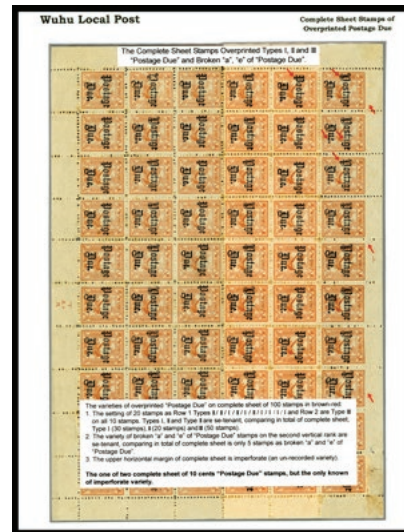 Wuhu Local Post
Complete Sheet Stamps of
Overprinted Postage Due
The Complete Sheet Stamps Overprinted Types I, II and III
"Postage Due" and Broken "a", "e" of "Postage Due".
The varieties of overprinted "Postage Due" on complete sheet of 100 stamps in brown-red.
1. The setting of 20 stamps as Row 1 Types and Row 2 are Type III
on all 10 stamps. Types I, II and Type II are se-tenant, comparing in total of complete sheet,
Type I (30 stamps), II (20 stamps) and III (50 stamps).
2. The variety of broken "a" and "e" of "Postage Due" stamps on the second vertical rank are
se-tenant, comparing in total of complete sheet is only 5 stamps as broken "a" and "e" of
"Postage Due".
3. The upper horizontal margin of complete sheet is imperforate (an un-recorded variety).
The one of two complete sheet of 10 cents "Postage Due" stamps, but the only known
of imperforate variety.